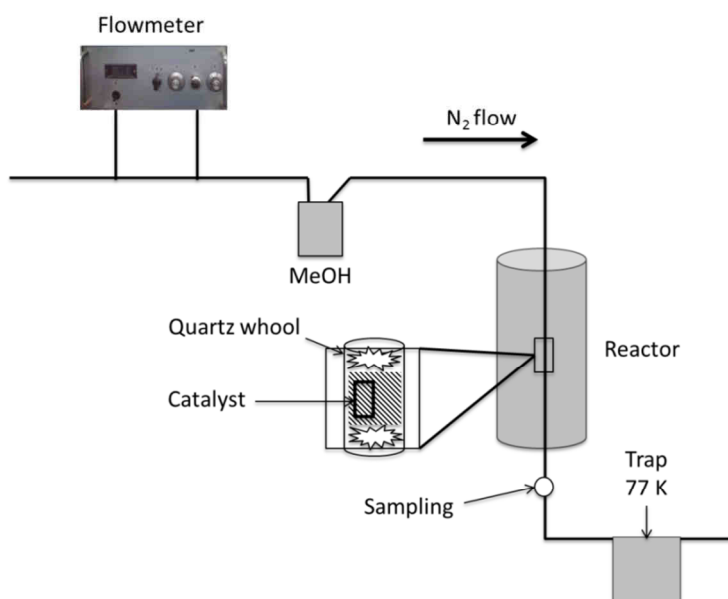 Flowmeter
N₂ flow
MeOH
Quartz whool
Catalyst
Reactor
Sampling
Trap
77 K